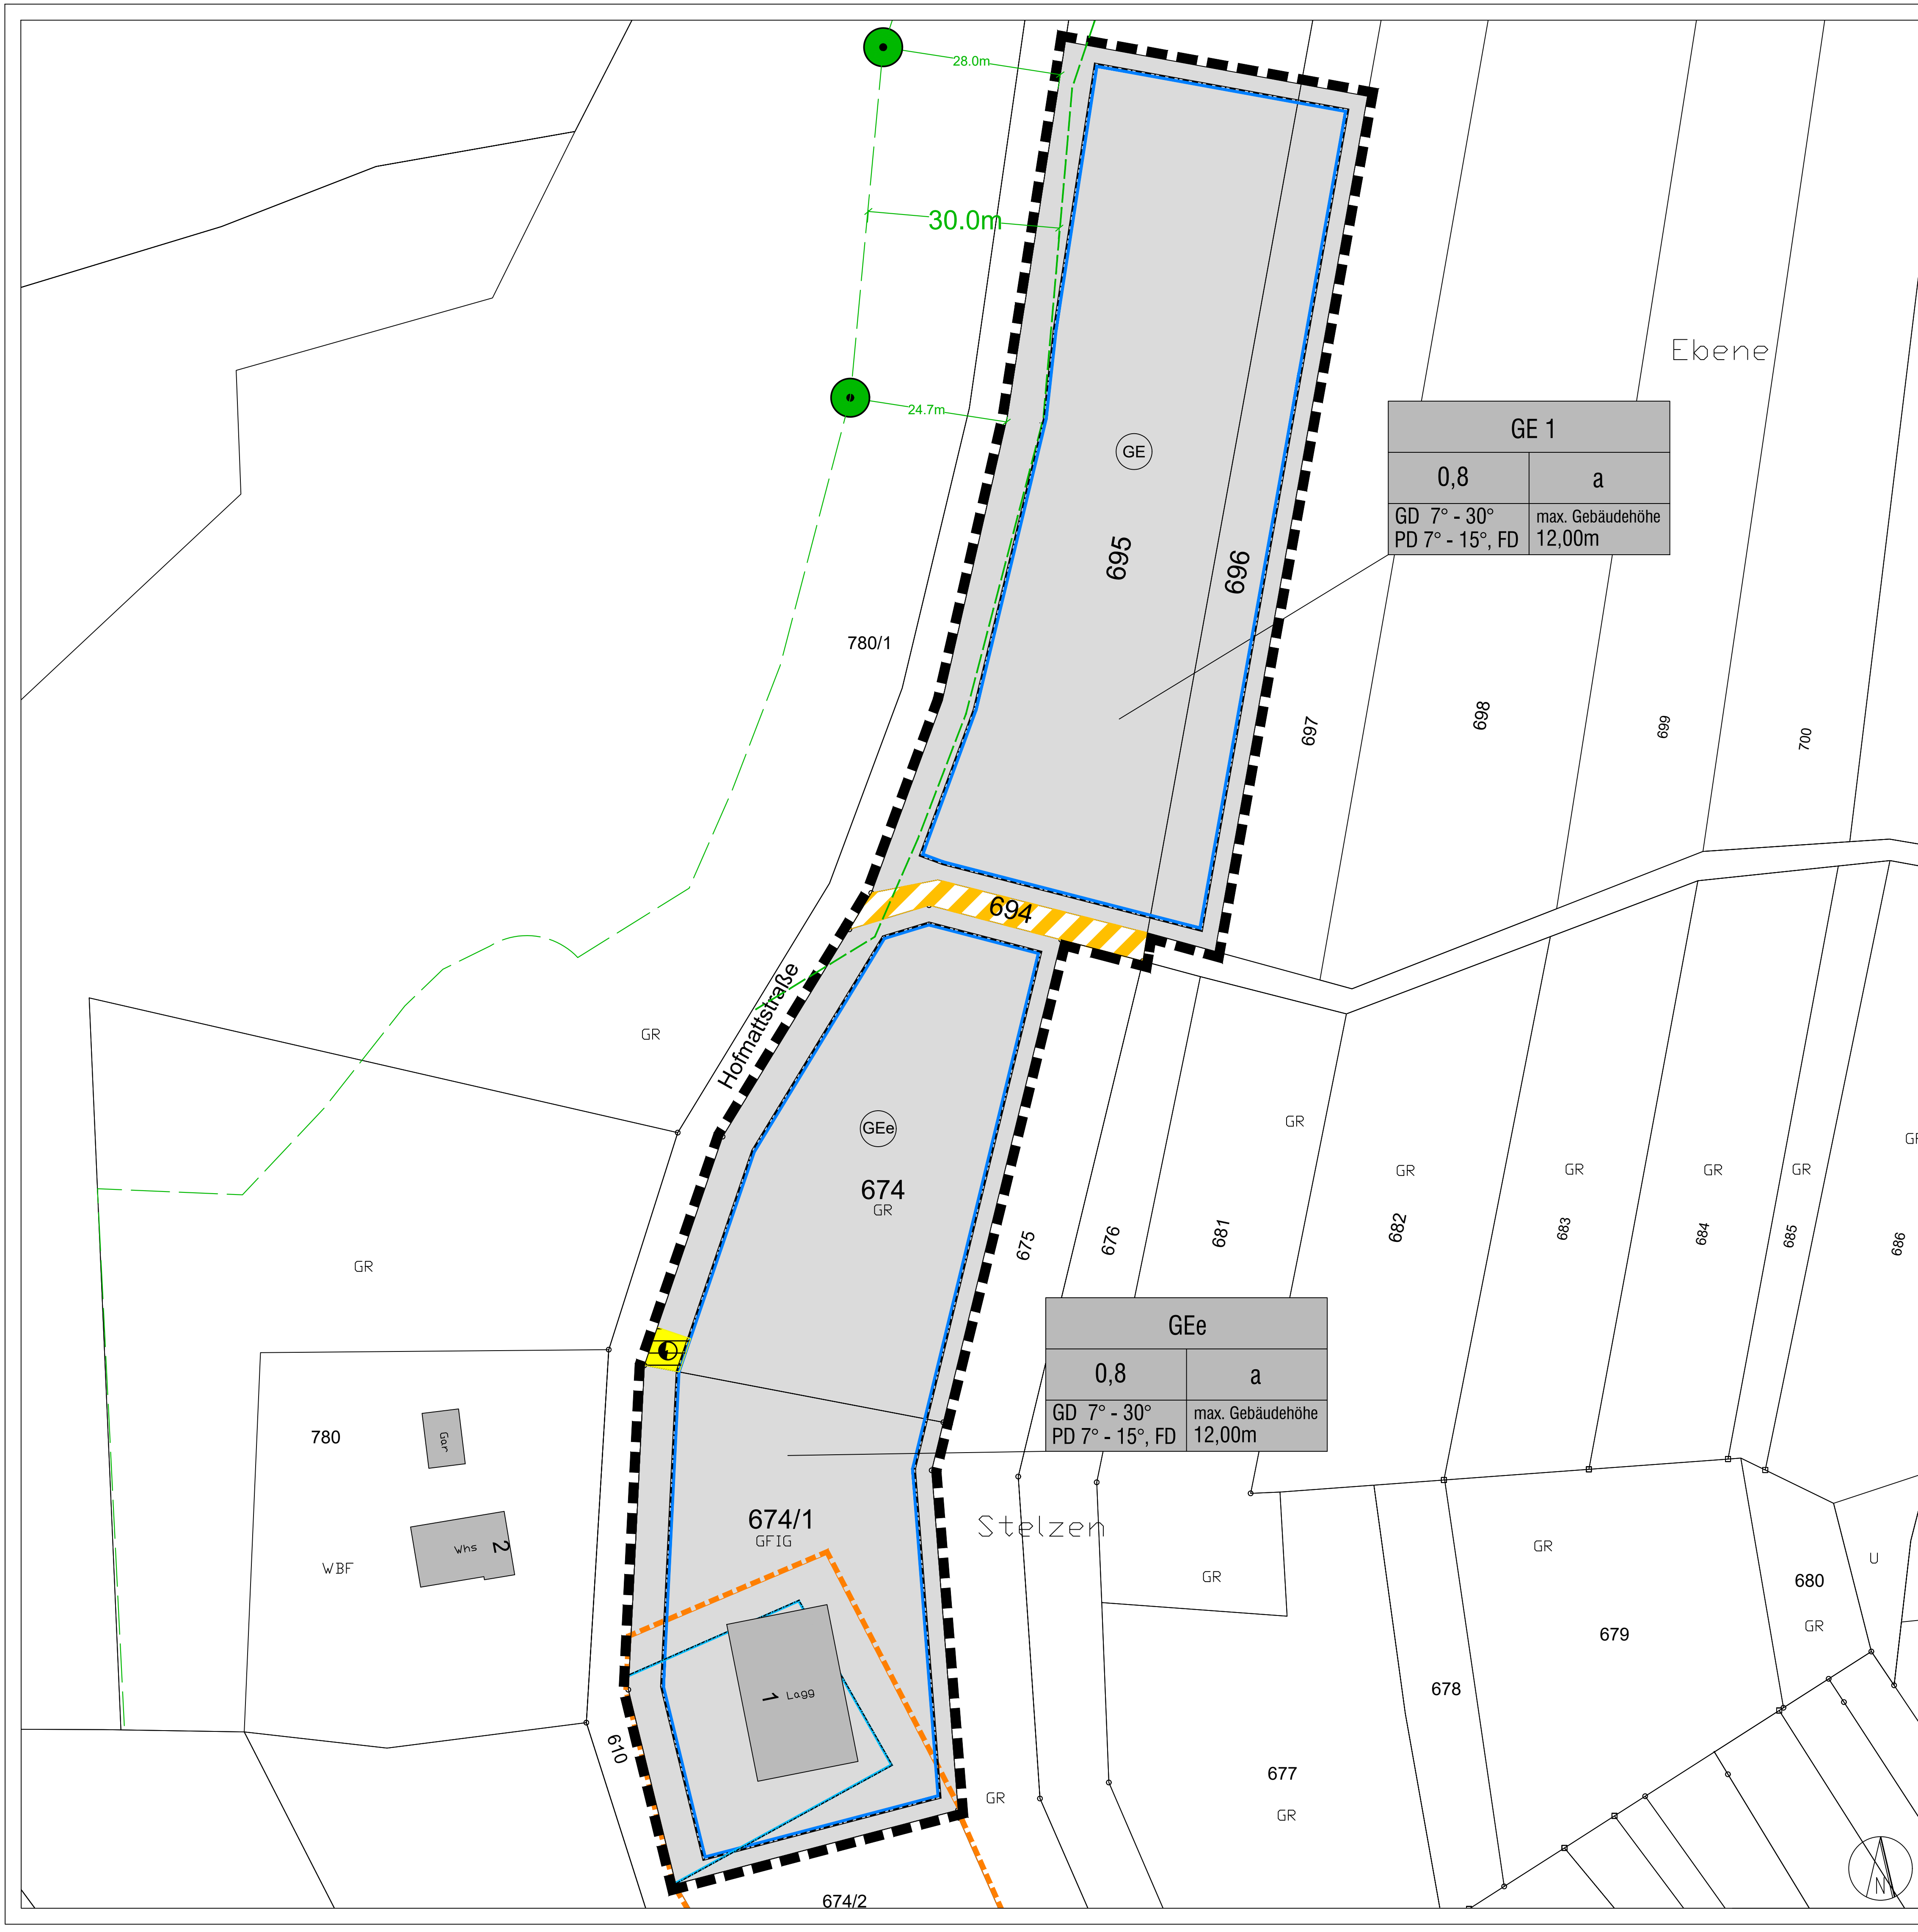 28.0m
30.0m
Ebene
24.7m
GE 1
0,8
a
GD 7° - 30°
PD 7° - 15°, FD
max. Gebäudehöhe
12,00m
GE
695
696
780/1
697
698
699
700
694
Hofmattstraße
GR
GEe
674
GR
GR
GR
GR
GR
GR
675
676
681
682
683
684
685
686
GR
GEe
0,8
a
GD 7° - 30°
PD 7° - 15°, FD
max. Gebäudehöhe
12,00m
780
Gar
Whs
2
WBF
674/1
GFIG
Stelzen
GR
GR
U
680
GR
679
678
1
Lagg
610
677
GR
GR
674/2
N